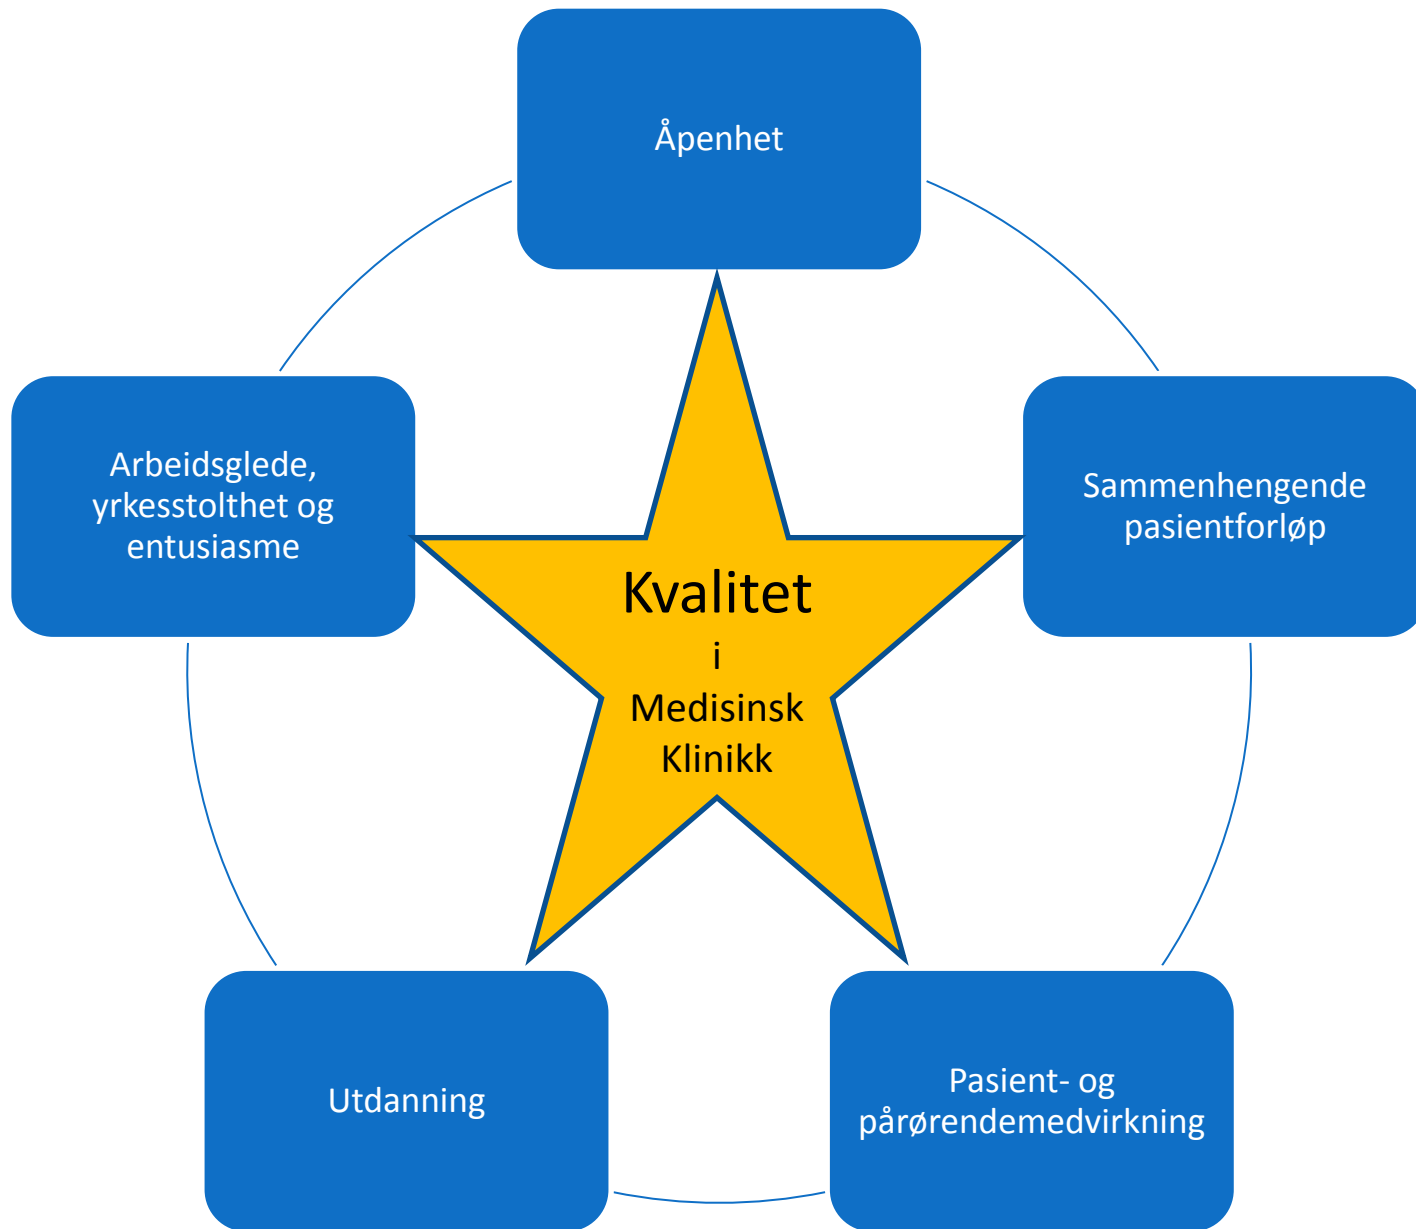 Åpenhet
Arbeidsglede,
yrkesstolthet og
entusiasme
Sammenhengende
pasientforløp
Kvalitet
i
Medisinsk
Klinikk
Utdanning
Pasient- og
pårørendemedvirkning